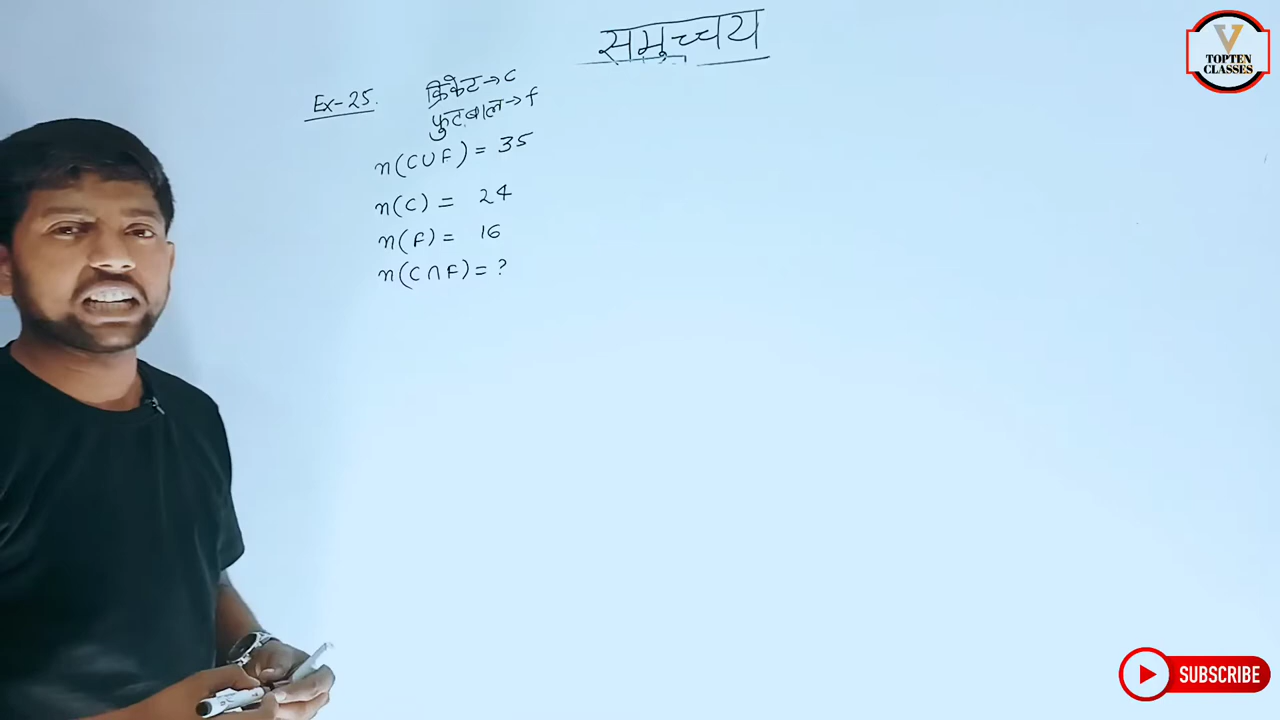 समुच्चय
Ex-25.
क्रिकेट→C
फुटबाल→f
n(C∪F) = 35
n(C) = 24
n(F) = 16
n(C∩F) = ?
V
TOPTEN
CLASSES
SUBSCRIBE